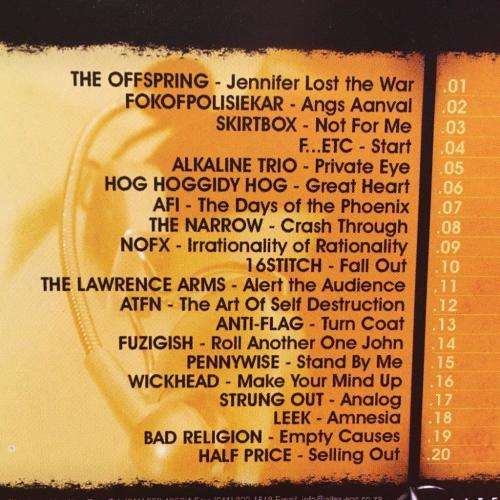 THE OFFSPRING - Jennifer Lost the War .01
FOKOFPOLISIEKAR - Angs Aanval .02
SKIRTBOX - Not For Me .03
F...ETC - Start .04
ALKALINE TRIO - Private Eye .05
HOG HOGGIDY HOG - Great Heart .06
AFI - The Days of the Phoenix .07
THE NARROW - Crash Through .08
NOFX - Irrationality of Rationality .09
16STITCH - Fall Out .10
THE LAWRENCE ARMS - Alert the Audience .11
ATFN - The Art Of Self Destruction .12
ANTI-FLAG - Turn Coat .13
FUZIGISH - Roll Another One John .14
PENNYWISE - Stand By Me .15
WICKHEAD - Make Your Mind Up .16
STRUNG OUT - Analog .17
LEEK - Amnesia .18
BAD RELIGION - Empty Causes .19
HALF PRICE - Selling Out .20